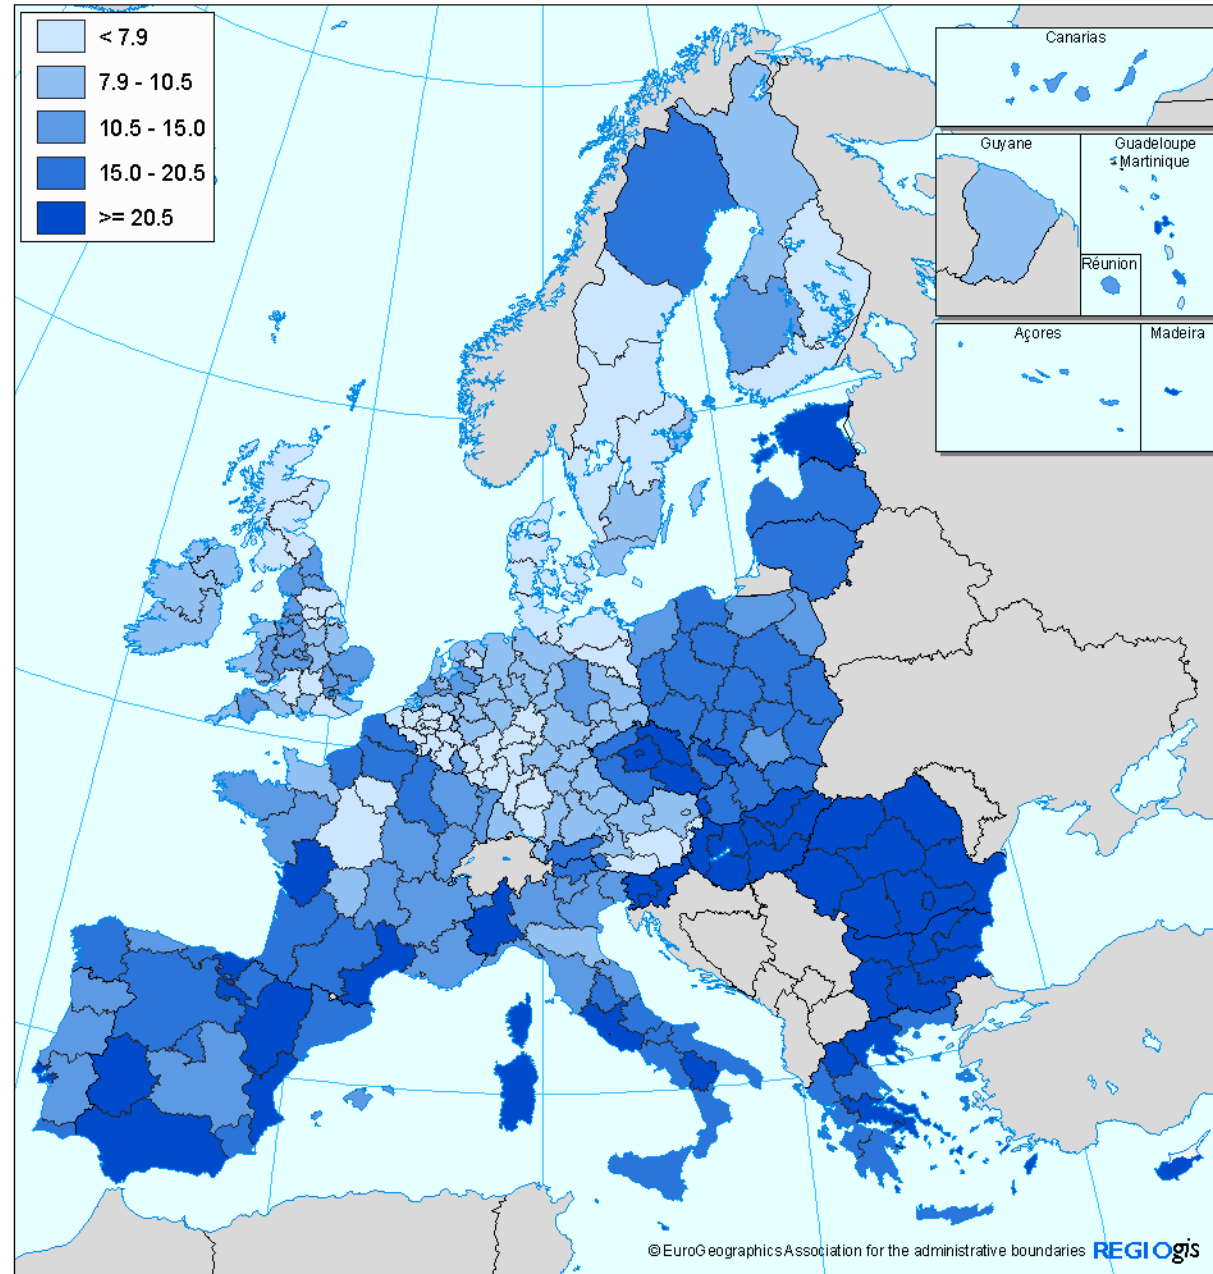 < 7.9
7.9 - 10.5
10.5 - 15.0
15.0 - 20.5
>= 20.5
Canarias
Guyane
Guadeloupe
Martinique
Réunion
Açores
Madeira
© EuroGeographics Association for the administrative boundaries REGIOgis